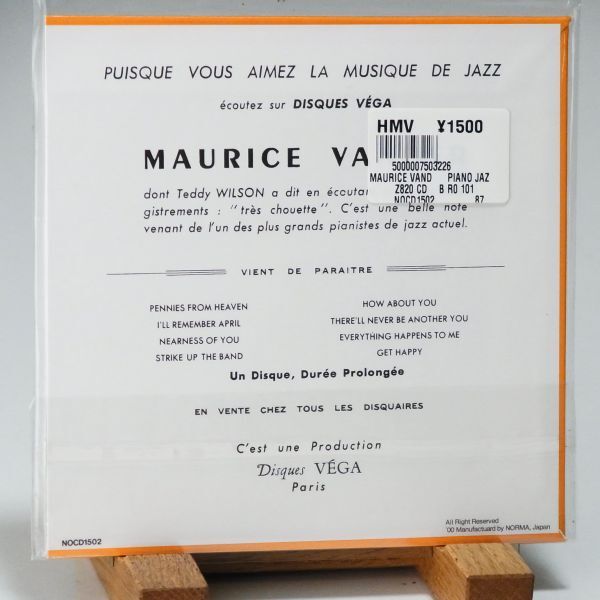 PUISQUE VOUS AIMEZ LA MUSIQUE DE JAZZ
écoutez sur DISQUES VÉGA
HMV ¥1500
5000007503226
MAURICE VAND PIANO JAZ
Z820 CD B RO 101
NOCD1502 87
MAURICE VA
dont Teddy WILSON a dit en écoutan
gistrements : "très chouette". C'est une belle note
venant de l'un des plus grands pianistes de jazz actuel.
VIENT DE PARAITRE
PENNIES FROM HEAVEN
I'LL REMEMBER APRIL
NEARNESS OF YOU
STRIKE UP THE BAND
HOW ABOUT YOU
THERE'LL NEVER BE ANOTHER YOU
EVERYTHING HAPPENS TO ME
GET HAPPY
Un Disque, Durée Prolongée
EN VENTE CHEZ TOUS LES DISQUAIRES
C'est une Production
Disques VÉGA
Paris
NOCD1502
All Right Reserved
'00 Manufactuard by NORMA, Japan